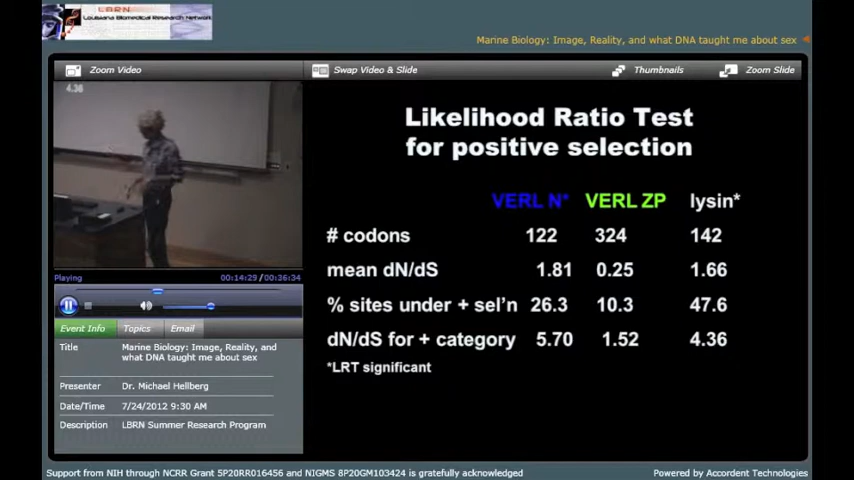 LBRN
Louisiana Biomedical Research Network
Marine Biology: Image, Reality, and what DNA taught me about sex
Zoom Video
Swap Video & Slide
Thumbnails
Zoom Slide
4.36
Likelihood Ratio Test
for positive selection
VERL N* VERL ZP lysin*
# codons 122 324 142
mean dN/dS 1.81 0.25 1.66
% sites under + sel'n 26.3 10.3 47.6
dN/dS for + category 5.70 1.52 4.36
*LRT significant
Playing 00:14:29 / 00:36:34
Event Info Topics Email
Title Marine Biology: Image, Reality, and
what DNA taught me about sex
Presenter Dr. Michael Hellberg
Date/Time 7/24/2012 9:30 AM
Description LBRN Summer Research Program
Support from NIH through NCRR Grant 5P20RR016456 and NIGMS 8P20GM103424 is gratefully acknowledged
Powered by Accordent Technologies